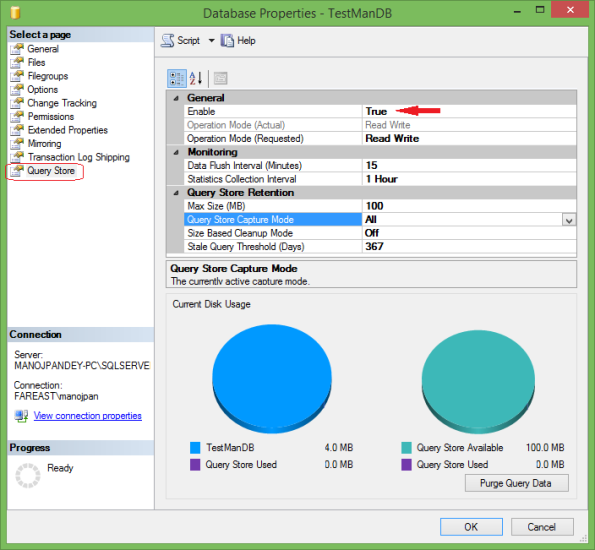 Database Properties - TestManDB
Select a page
General
Files
Filegroups
Options
Change Tracking
Permissions
Extended Properties
Mirroring
Transaction Log Shipping
Query Store
Script Help
General
Enable True
Operation Mode (Actual) Read Write
Operation Mode (Requested) Read Write
Monitoring
Data Flush Interval (Minutes) 15
Statistics Collection Interval 1 Hour
Query Store Retention
Max Size (MB) 100
Query Store Capture Mode All
Size Based Cleanup Mode Off
Stale Query Threshold (Days) 367
Query Store Capture Mode
The currently active capture mode.
Current Disk Usage
TestManDB 4.0 MB
Query Store Used 0.0 MB
Query Store Available 100.0 MB
Query Store Used 0.0 MB
Purge Query Data
Connection
Server:
MANOJPANDEY-PC\SQLSERVE
Connection:
FAREAST\manojpan
View connection properties
Progress
Ready
OK Cancel